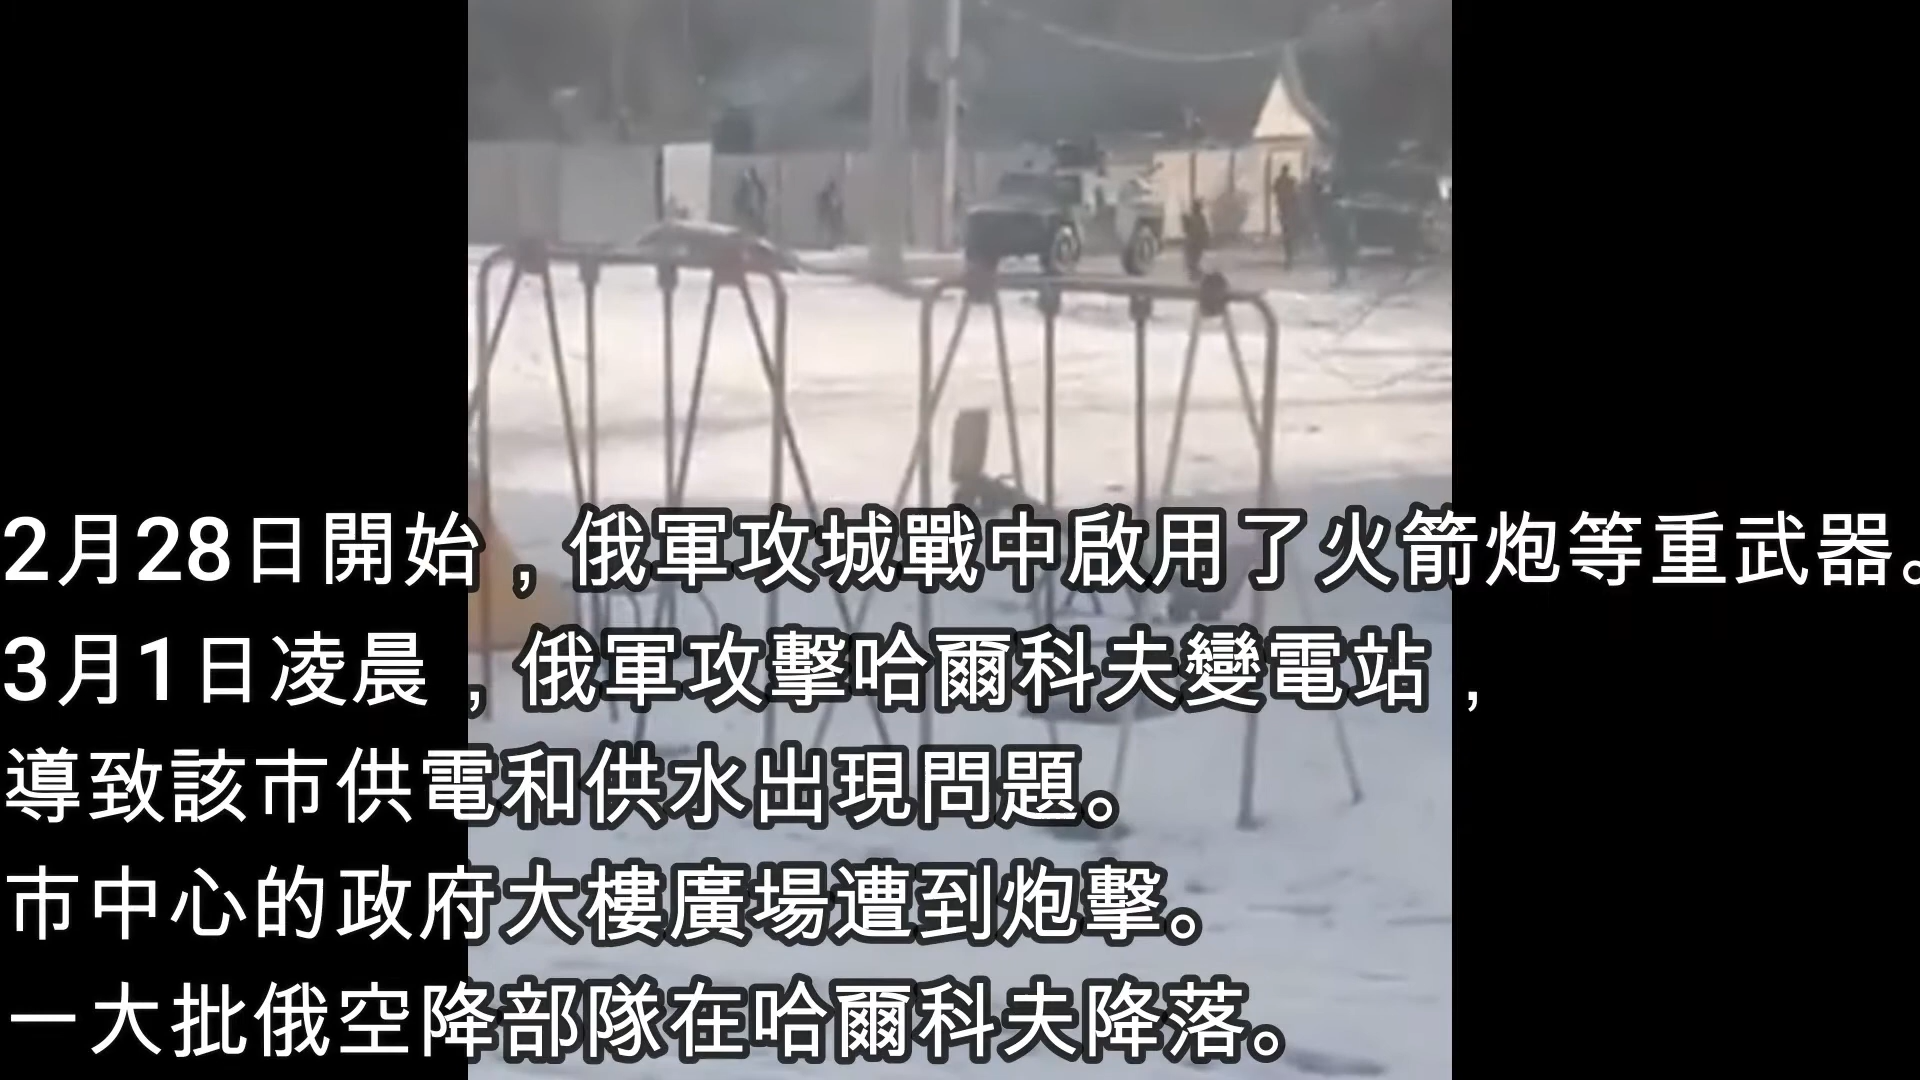 2月28日開始，俄軍攻城戰中啟用了火箭炮等重武器。
3月1日凌晨，俄軍攻擊哈爾科夫變電站，
導致該市供電和供水出現問題。
市中心的政府大樓廣場遭到炮擊。
一大批俄空降部隊在哈爾科夫降落。